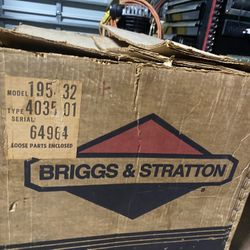 MODEL 195 32
TYPE 4035 01
SERIAL
64964
LOOSE PARTS ENCLOSED
BRIGGS & STRATTON